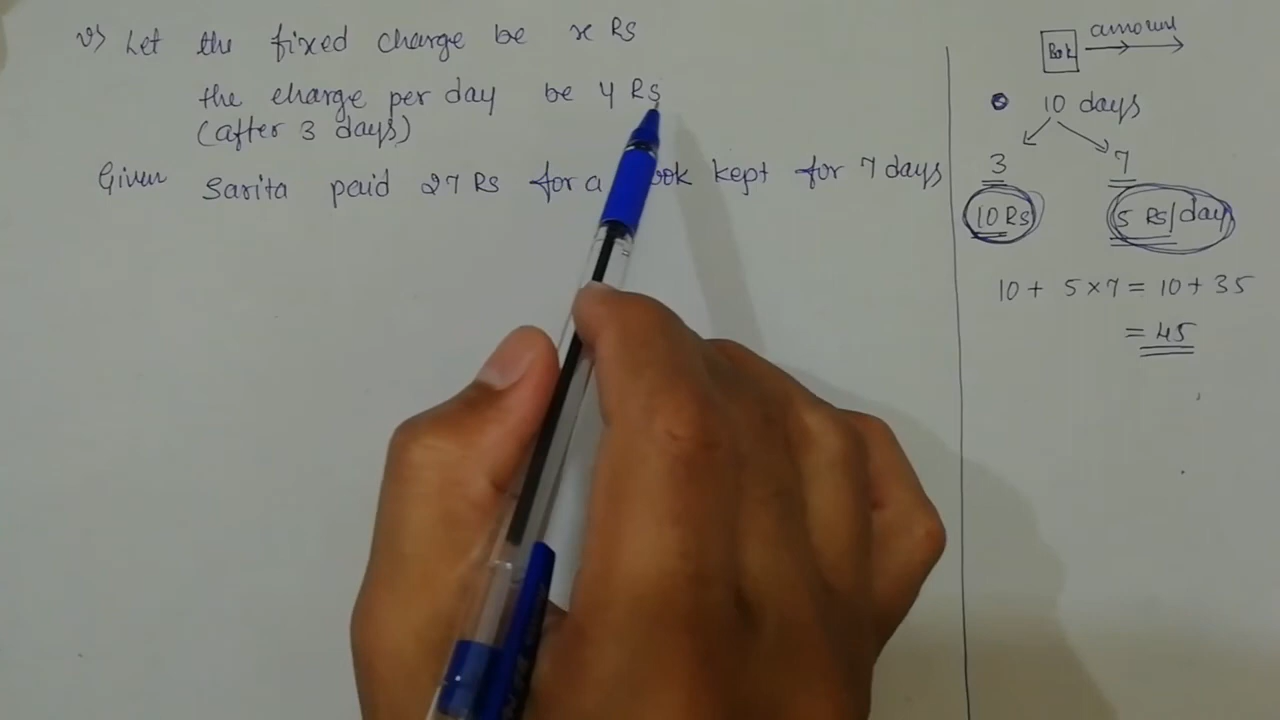 v) Let the fixed charge be x Rs
the charge per day be y Rs
(after 3 days)
Given Sarita paid 27 Rs for a book kept for 7 days
Book amount
10 days
3 7
10 Rs 5 Rs/day
10 + 5 × 7 = 10 + 35
= 45